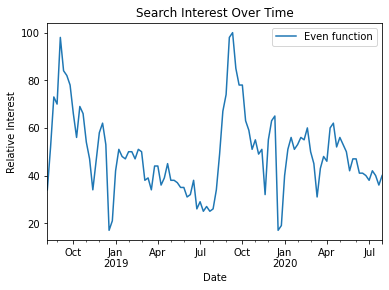 Search Interest Over Time
Even function
Relative Interest
100
80
60
40
20
Oct
Jan
2019
Apr
Jul
Oct
Jan
2020
Apr
Jul
Date